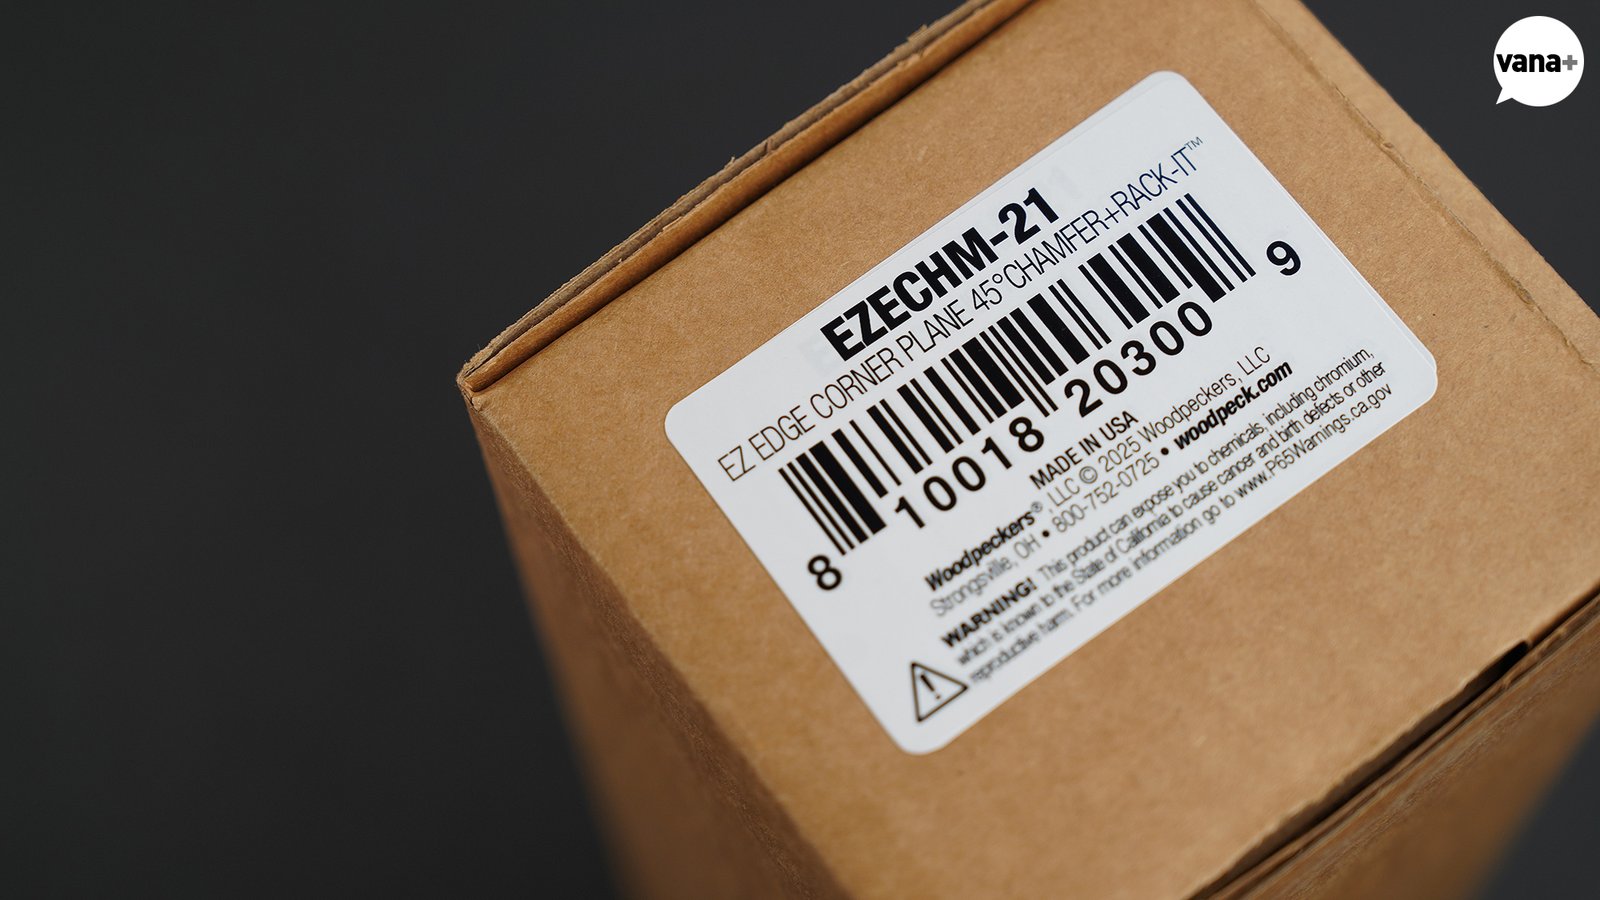 vana+
EZECHM-21
EZ EDGE CORNER PLANE 45° CHAMFER+RACK-IT™
8 10018 20300 9
MADE IN USA
Woodpeckers®, LLC © 2025 Woodpeckers, LLC
Strongsville, OH • 800-752-0725 • woodpeck.com
WARNING! This product can expose you to chemicals, including chromium,
which is known to the State of California to cause cancer and birth defects or other
reproductive harm. For more information go to www.P65Warnings.ca.gov